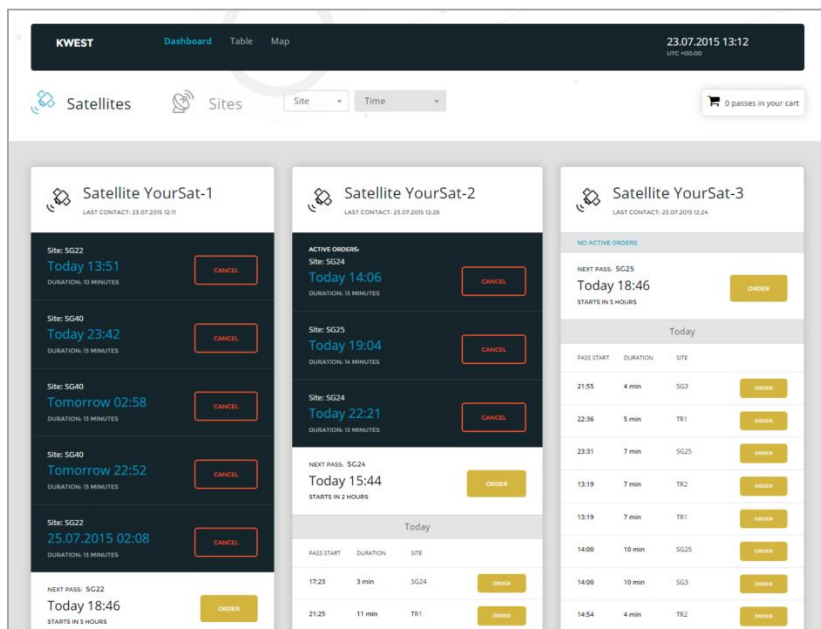 KWEST Dashboard Table Map 23.07.2015 13:12
UTC +00:00
Satellites Sites Site Time 0 passes in your cart
Satellite YourSat-1
LAST CONTACT: 23.07.2015 12:11
Site: SG22
Today 13:51
DURATION: 10 MINUTES
CANCEL
Site: SG40
Today 23:42
DURATION: 13 MINUTES
CANCEL
Site: SG40
Tomorrow 02:58
DURATION: 13 MINUTES
CANCEL
Site: SG40
Tomorrow 22:52
DURATION: 13 MINUTES
CANCEL
Site: SG22
25.07.2015 02:08
DURATION: 13 MINUTES
CANCEL
NEXT PASS: SG22
Today 18:46
STARTS IN 5 HOURS
ORDER
Satellite YourSat-2
LAST CONTACT: 23.07.2015 12:26
ACTIVE ORDERS:
Site: SG24
Today 14:06
DURATION: 13 MINUTES
CANCEL
Site: SG25
Today 19:04
DURATION: 14 MINUTES
CANCEL
Site: SG24
Today 22:21
DURATION: 13 MINUTES
CANCEL
NEXT PASS: SG24
Today 15:44
STARTS IN 2 HOURS
ORDER
Today
PASS START DURATION SITE
17:23 3 min SG24 ORDER
21:25 11 min TR1 ORDER
Satellite YourSat-3
LAST CONTACT: 23.07.2015 12:24
NO ACTIVE ORDERS
NEXT PASS: SG25
Today 18:46
STARTS IN 5 HOURS
ORDER
Today
PASS START DURATION SITE
21:55 4 min SG3 ORDER
22:36 5 min TR1 ORDER
23:31 7 min SG25 ORDER
13:19 7 min TR2 ORDER
13:19 7 min TR1 ORDER
14:00 10 min SG25 ORDER
14:00 10 min SG3 ORDER
14:54 4 min TR2 ORDER